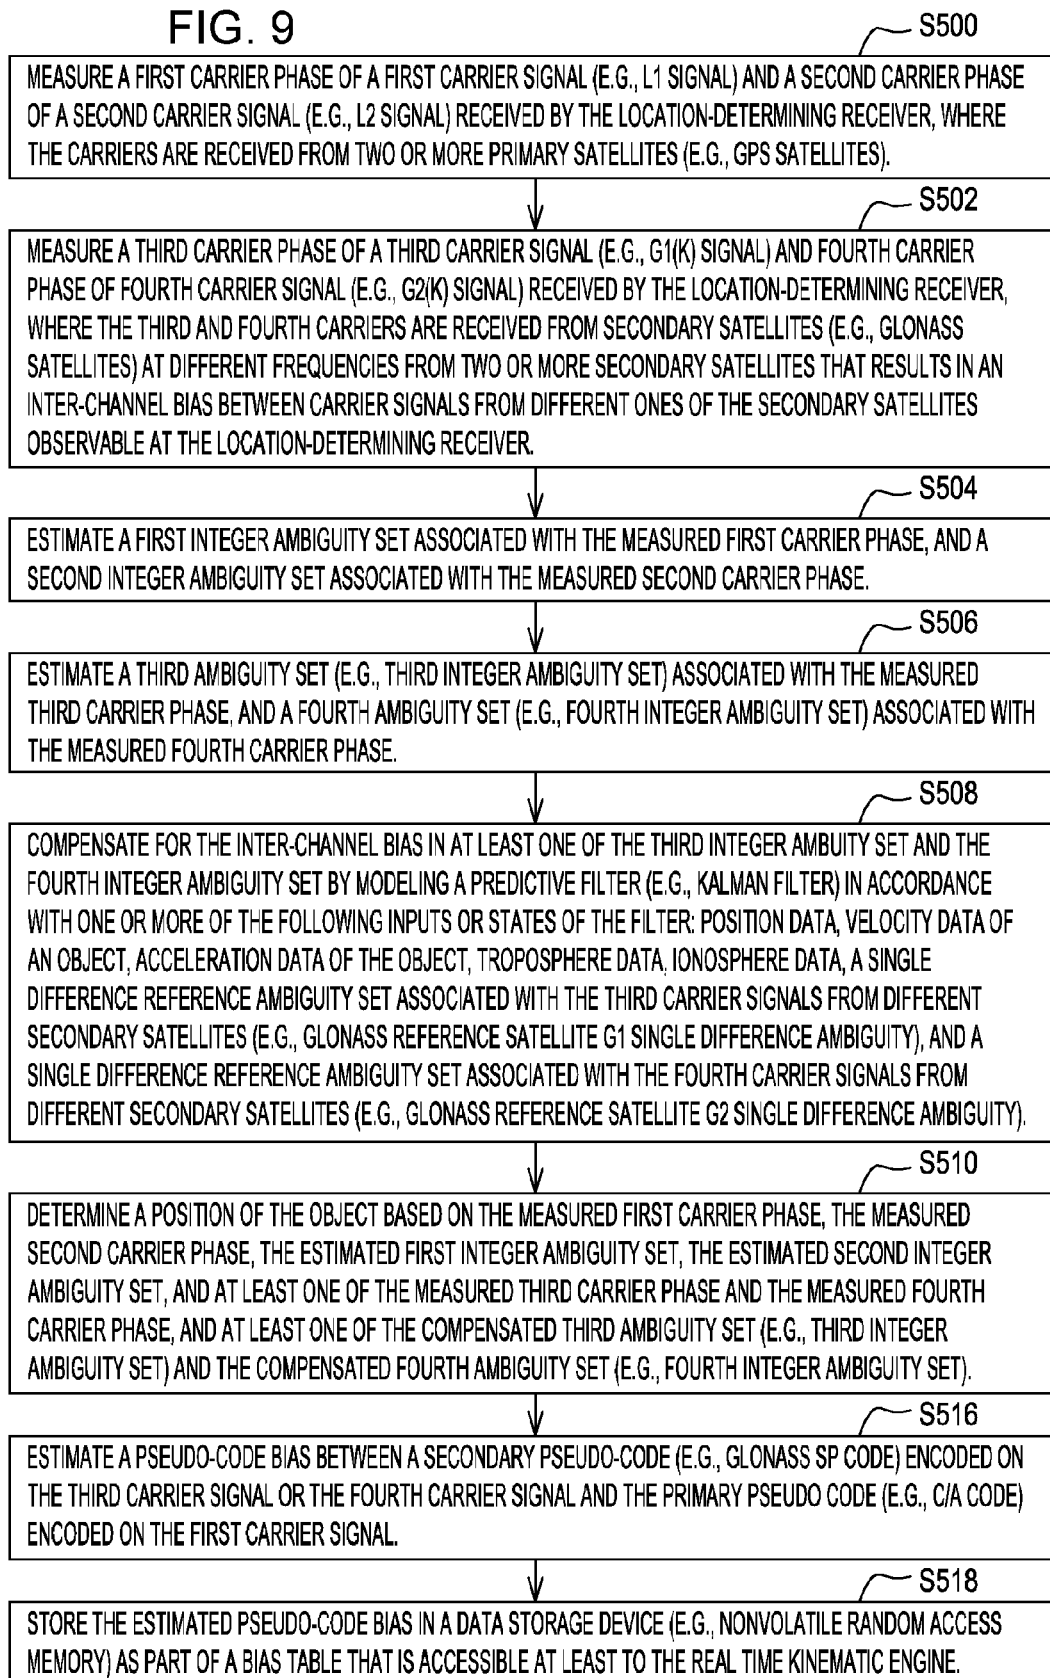 FIG. 9
S500
MEASURE A FIRST CARRIER PHASE OF A FIRST CARRIER SIGNAL (E.G., L1 SIGNAL) AND A SECOND CARRIER PHASE
OF A SECOND CARRIER SIGNAL (E.G., L2 SIGNAL) RECEIVED BY THE LOCATION-DETERMINING RECEIVER, WHERE
THE CARRIERS ARE RECEIVED FROM TWO OR MORE PRIMARY SATELLITES (E.G., GPS SATELLITES).
S502
MEASURE A THIRD CARRIER PHASE OF A THIRD CARRIER SIGNAL (E.G., G1(K) SIGNAL) AND FOURTH CARRIER
PHASE OF FOURTH CARRIER SIGNAL (E.G., G2(K) SIGNAL) RECEIVED BY THE LOCATION-DETERMINING RECEIVER,
WHERE THE THIRD AND FOURTH CARRIERS ARE RECEIVED FROM SECONDARY SATELLITES (E.G., GLONASS
SATELLITES) AT DIFFERENT FREQUENCIES FROM TWO OR MORE SECONDARY SATELLITES THAT RESULTS IN AN
INTER-CHANNEL BIAS BETWEEN CARRIER SIGNALS FROM DIFFERENT ONES OF THE SECONDARY SATELLITES
OBSERVABLE AT THE LOCATION-DETERMINING RECEIVER.
S504
ESTIMATE A FIRST INTEGER AMBIGUITY SET ASSOCIATED WITH THE MEASURED FIRST CARRIER PHASE, AND A
SECOND INTEGER AMBIGUITY SET ASSOCIATED WITH THE MEASURED SECOND CARRIER PHASE.
S506
ESTIMATE A THIRD AMBIGUITY SET (E.G., THIRD INTEGER AMBIGUITY SET) ASSOCIATED WITH THE MEASURED
THIRD CARRIER PHASE, AND A FOURTH AMBIGUITY SET (E.G., FOURTH INTEGER AMBIGUITY SET) ASSOCIATED WITH
THE MEASURED FOURTH CARRIER PHASE.
S508
COMPENSATE FOR THE INTER-CHANNEL BIAS IN AT LEAST ONE OF THE THIRD INTEGER AMBUITY SET AND THE
FOURTH INTEGER AMBIGUITY SET BY MODELING A PREDICTIVE FILTER (E.G., KALMAN FILTER) IN ACCORDANCE
WITH ONE OR MORE OF THE FOLLOWING INPUTS OR STATES OF THE FILTER: POSITION DATA, VELOCITY DATA OF
AN OBJECT, ACCELERATION DATA OF THE OBJECT, TROPOSPHERE DATA, IONOSPHERE DATA, A SINGLE
DIFFERENCE REFERENCE AMBIGUITY SET ASSOCIATED WITH THE THIRD CARRIER SIGNALS FROM DIFFERENT
SECONDARY SATELLITES (E.G., GLONASS REFERENCE SATELLITE G1 SINGLE DIFFERENCE AMBIGUITY), AND A
SINGLE DIFFERENCE REFERENCE AMBIGUITY SET ASSOCIATED WITH THE FOURTH CARRIER SIGNALS FROM
DIFFERENT SECONDARY SATELLITES (E.G., GLONASS REFERENCE SATELLITE G2 SINGLE DIFFERENCE AMBIGUITY).
S510
DETERMINE A POSITION OF THE OBJECT BASED ON THE MEASURED FIRST CARRIER PHASE, THE MEASURED
SECOND CARRIER PHASE, THE ESTIMATED FIRST INTEGER AMBIGUITY SET, THE ESTIMATED SECOND INTEGER
AMBIGUITY SET, AND AT LEAST ONE OF THE MEASURED THIRD CARRIER PHASE AND THE MEASURED FOURTH
CARRIER PHASE, AND AT LEAST ONE OF THE COMPENSATED THIRD AMBIGUITY SET (E.G., THIRD INTEGER
AMBIGUITY SET) AND THE COMPENSATED FOURTH AMBIGUITY SET (E.G., FOURTH INTEGER AMBIGUITY SET).
S516
ESTIMATE A PSEUDO-CODE BIAS BETWEEN A SECONDARY PSEUDO-CODE (E.G., GLONASS SP CODE) ENCODED ON
THE THIRD CARRIER SIGNAL OR THE FOURTH CARRIER SIGNAL AND THE PRIMARY PSEUDO CODE (E.G., C/A CODE)
ENCODED ON THE FIRST CARRIER SIGNAL.
S518
STORE THE ESTIMATED PSEUDO-CODE BIAS IN A DATA STORAGE DEVICE (E.G., NONVOLATILE RANDOM ACCESS
MEMORY) AS PART OF A BIAS TABLE THAT IS ACCESSIBLE AT LEAST TO THE REAL TIME KINEMATIC ENGINE.